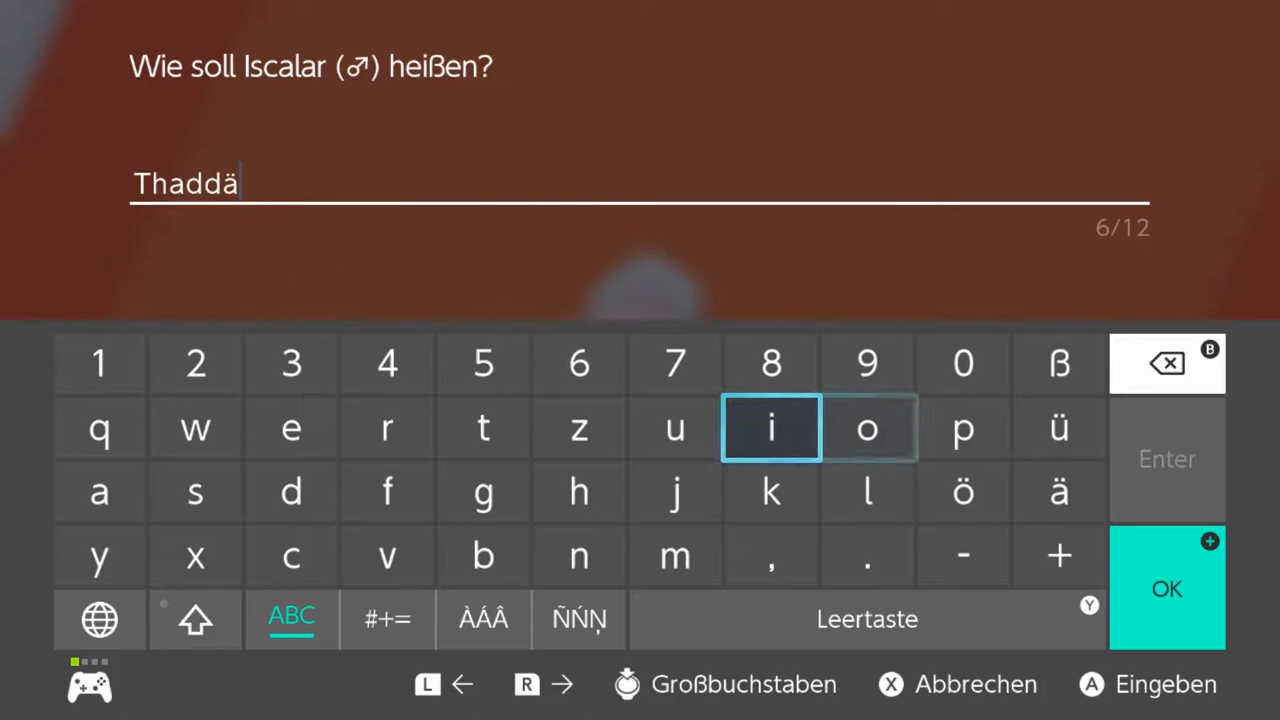 Wie soll Iscalar (♂) heißen?
Thaddä
6/12
1 2 3 4 5 6 7 8 9 0 ß B
q w e r t z u i o p ü
Enter
a s d f g h j k l ö ä
y x c v b n m , . - +
OK +
ABC #+= ÀÁÂ ÑŃŅ Leertaste Y
L ← R → Großbuchstaben X Abbrechen A Eingeben